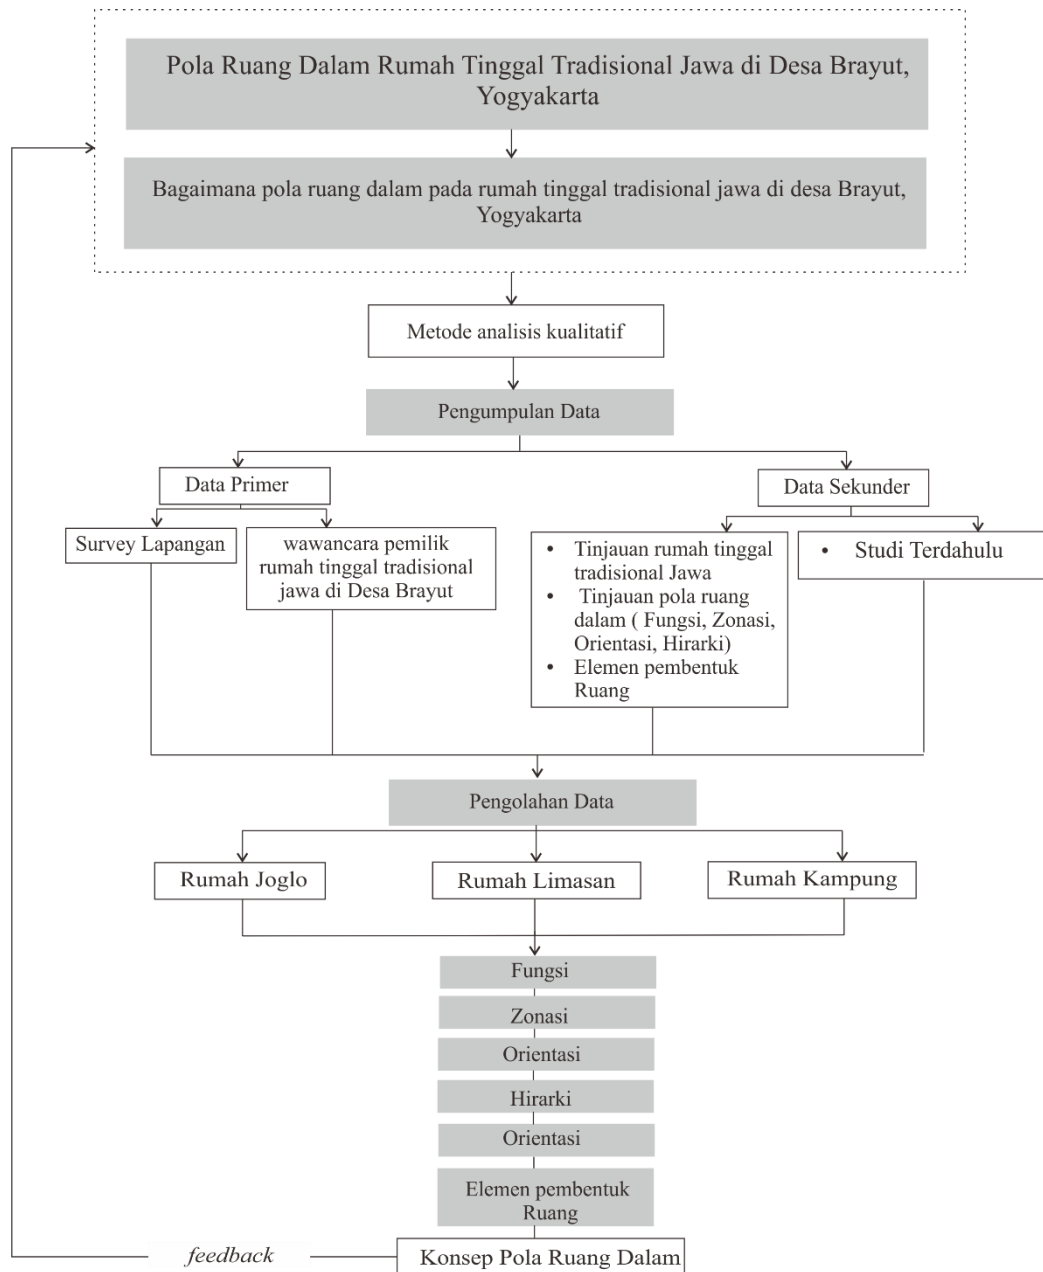 Pola Ruang Dalam Rumah Tinggal Tradisional Jawa di Desa Brayut,
Yogyakarta
Bagaimana pola ruang dalam pada rumah tinggal tradisional jawa di desa Brayut,
Yogyakarta
Metode analisis kualitatif
Pengumpulan Data
Data Primer
Data Sekunder
Survey Lapangan
wawancara pemilik
rumah tinggal tradisional
jawa di Desa Brayut
• Tinjauan rumah tinggal
tradisional Jawa
• Tinjauan pola ruang
dalam ( Fungsi, Zonasi,
Orientasi, Hirarki)
• Elemen pembentuk
Ruang
• Studi Terdahulu
Pengolahan Data
Rumah Joglo
Rumah Limasan
Rumah Kampung
Fungsi
Zonasi
Orientasi
Hirarki
Orientasi
Elemen pembentuk
Ruang
feedback
Konsep Pola Ruang Dalam